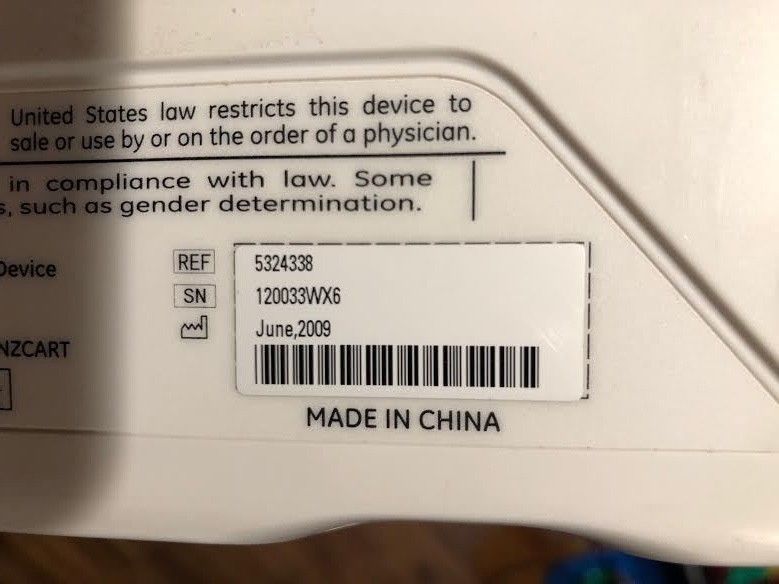 United States law restricts this device to
sale or use by or on the order of a physician.
in compliance with law. Some
s, such as gender determination.
Device
REF 5324338
SN 120033WX6
June,2009
NZCART
MADE IN CHINA